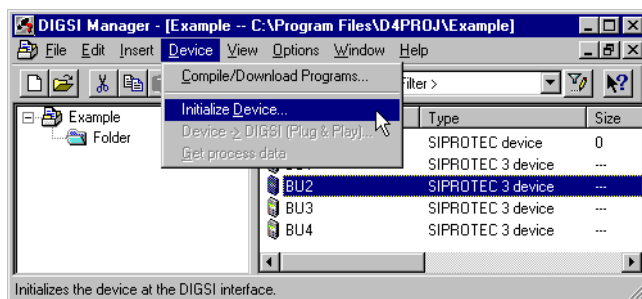 DIGSI Manager - [Example -- C:\Program Files\D4PROJ\Example]
File Edit Insert Device View Options Window Help
Compile/Download Programs...
Initialize Device...
Device -> DIGSI (Plug & Play)...
Get process data
Filter >
Example
Folder
Type Size
SIPROTEC device 0
SIPROTEC 3 device ---
BU2 SIPROTEC 3 device ---
BU3 SIPROTEC 3 device ---
BU4 SIPROTEC 3 device ---
Initializes the device at the DIGSI interface.